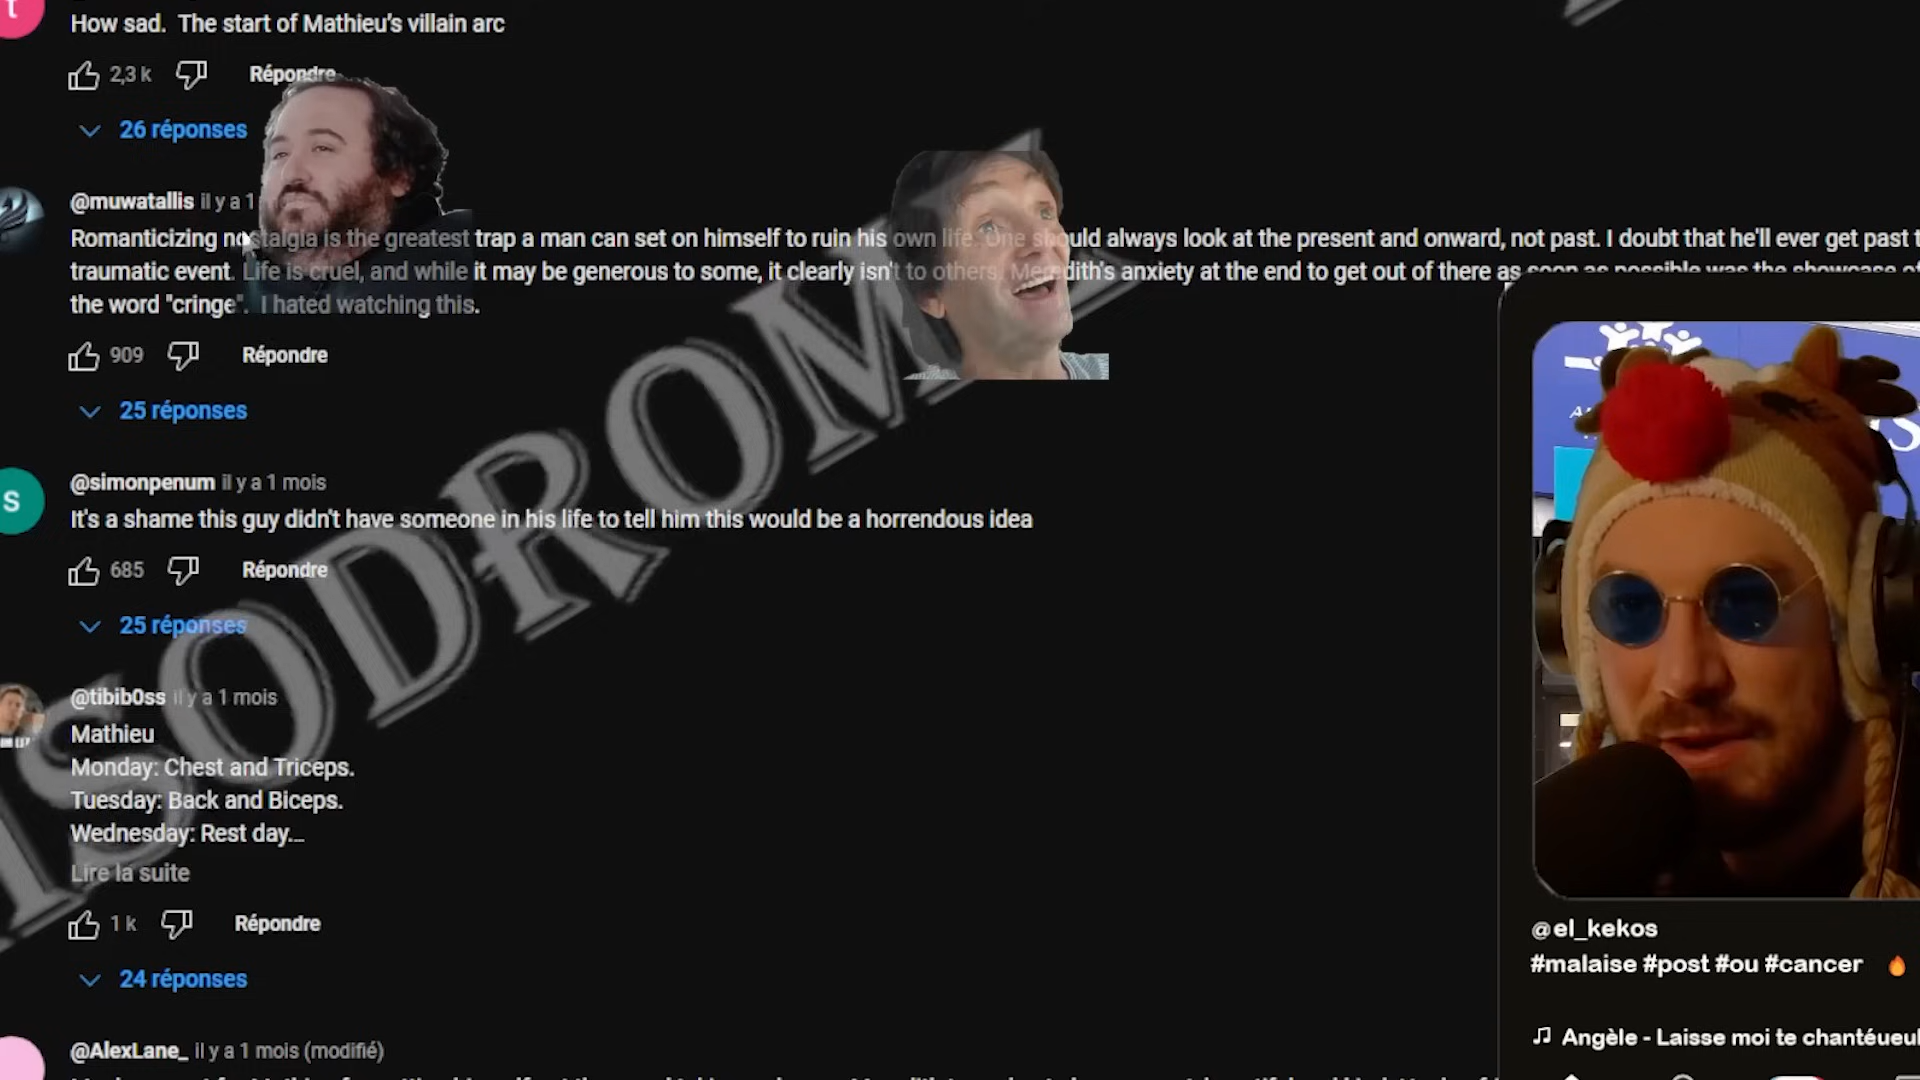 t
How sad. The start of Mathieu's villain arc
2,3 k Répondre
26 réponses
@muwatallis il y a 1
Romanticizing nostalgia is the greatest trap a man can set on himself to ruin his own life. One should always look at the present and onward, not past. I doubt that he'll ever get past t
traumatic event. Life is cruel, and while it may be generous to some, it clearly isn't to others. Meredith's anxiety at the end to get out of there as soon as possible was the showcase of
the word "cringe". I hated watching this.
909 Répondre
25 réponses
S
@simonpenum il y a 1 mois
It's a shame this guy didn't have someone in his life to tell him this would be a horrendous idea
685 Répondre
25 réponses
@tibib0ss il y a 1 mois
Mathieu
Monday: Chest and Triceps.
Tuesday: Back and Biceps.
Wednesday: Rest day...
Lire la suite
1 k Répondre
24 réponses
@AlexLane_ il y a 1 mois (modifié)
ISODROME
@el_kekos
#malaise #post #ou #cancer 🔥
Angèle - Laisse moi te chantéueul